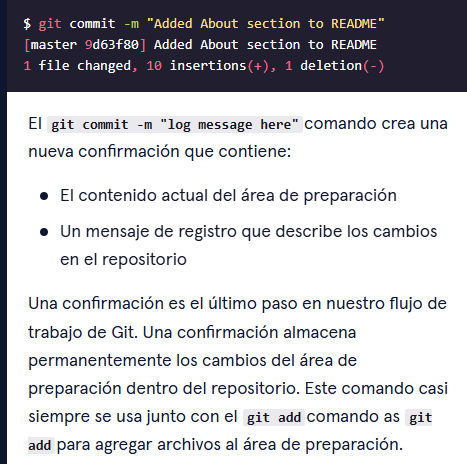 $ git commit -m "Added About section to README"
[master 9d63f80] Added About section to README
1 file changed, 10 insertions(+), 1 deletion(-)
El git commit -m "log message here" comando crea una
nueva confirmación que contiene:
● El contenido actual del área de preparación
● Un mensaje de registro que describe los cambios
en el repositorio
Una confirmación es el último paso en nuestro flujo de
trabajo de Git. Una confirmación almacena
permanentemente los cambios del área de
preparación dentro del repositorio. Este comando casi
siempre se usa junto con el git add comando as git
add para agregar archivos al área de preparación.